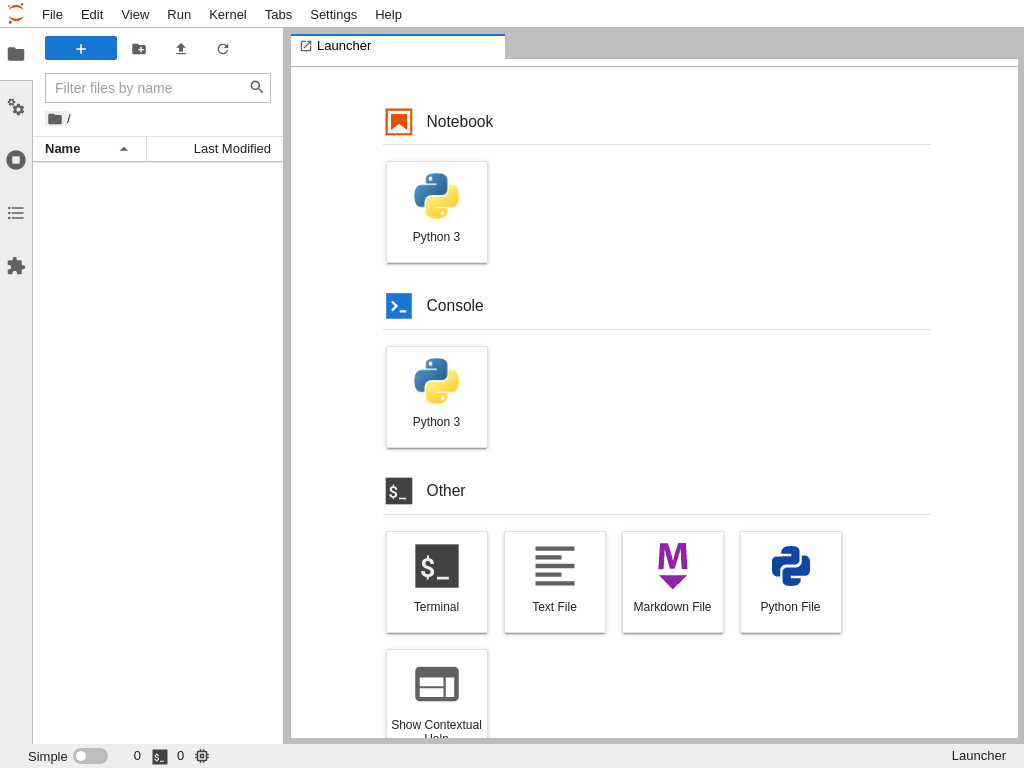 File Edit View Run Kernel Tabs Settings Help
Launcher
Filter files by name
/
Name Last Modified
Notebook
Python 3
Console
Python 3
$_ Other
$_ M
Terminal Text File Markdown File Python File
Show Contextual
Help
Simple 0 $_ 0 Launcher